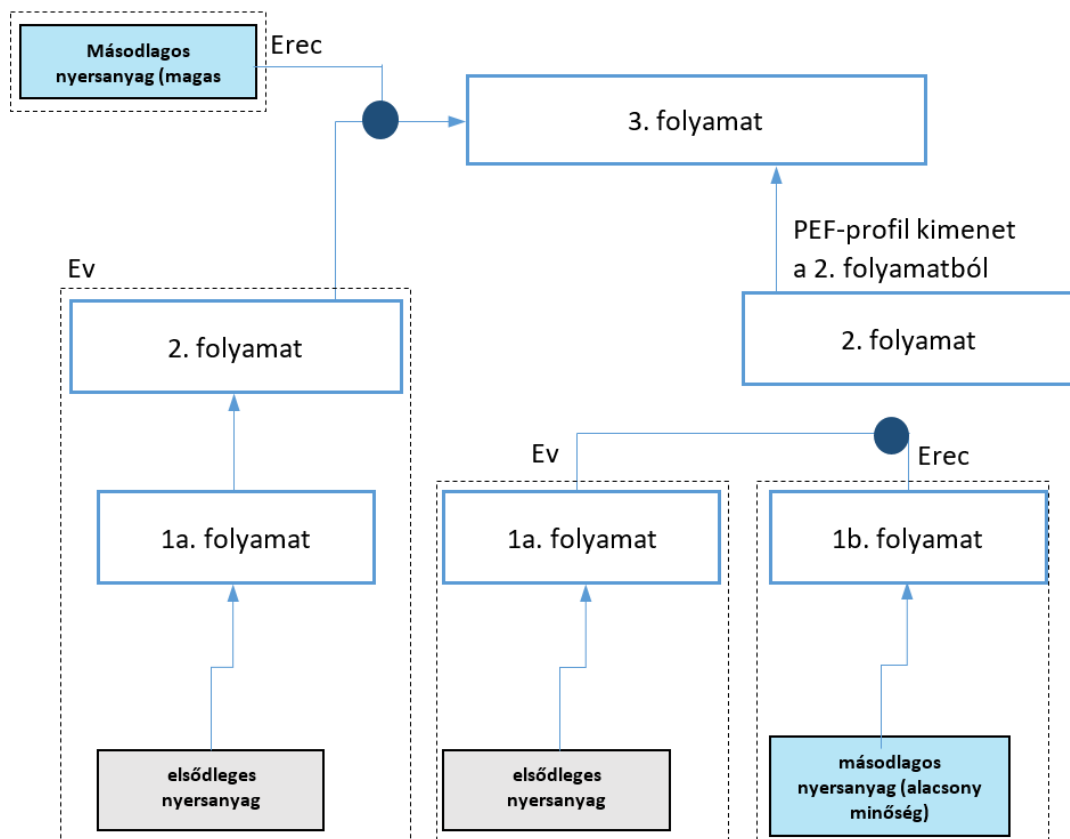 Másodlagos
nyersanyag (magas
Erec
3. folyamat
PEF-profil kimenet
a 2. folyamatból
Ev
2. folyamat
2. folyamat
Ev
Erec
1a. folyamat
1a. folyamat
1b. folyamat
elsődleges
nyersanyag
elsődleges
nyersanyag
másodlagos
nyersanyag (alacsony
minőség)